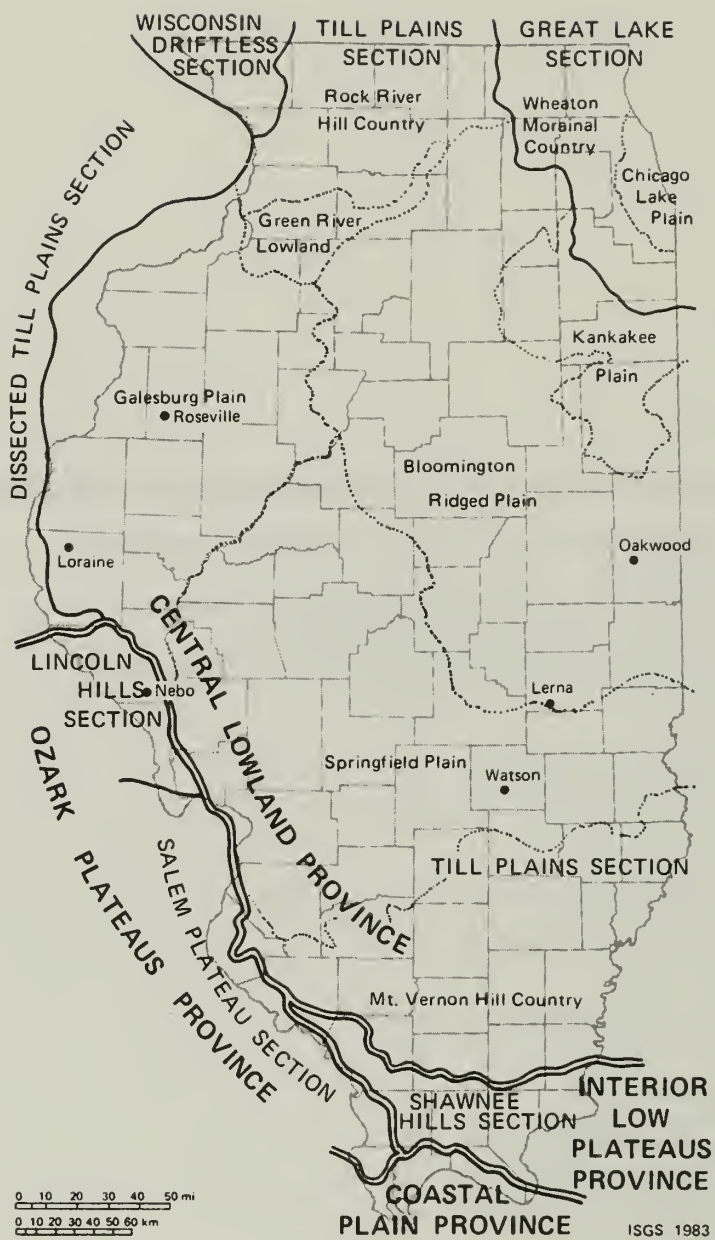 WISCONSIN
DRIFTLESS
SECTION
TILL PLAINS
SECTION
GREAT LAKE
SECTION
Rock River
Hill Country
Wheaton
Morainal
Country
Chicago
Lake
Plain
DISSECTED TILL PLAINS SECTION
Green River
Lowland
Kankakee
Plain
Galesburg Plain
Roseville
Bloomington
Ridged Plain
Loraine
Oakwood
CENTRAL LOWLAND PROVINCE
LINCOLN
HILLS
SECTION
Nebo
Lerna
OZARK PLATEAUS PROVINCE
Springfield Plain
Watson
SALEM PLATEAU SECTION
TILL PLAINS SECTION
Mt. Vernon Hill Country
SHAWNEE
HILLS SECTION
INTERIOR
LOW
PLATEAUS
PROVINCE
COASTAL
PLAIN PROVINCE
0 10 20 30 40 50 mi
0 10 20 30 40 50 60 km
ISGS 1983